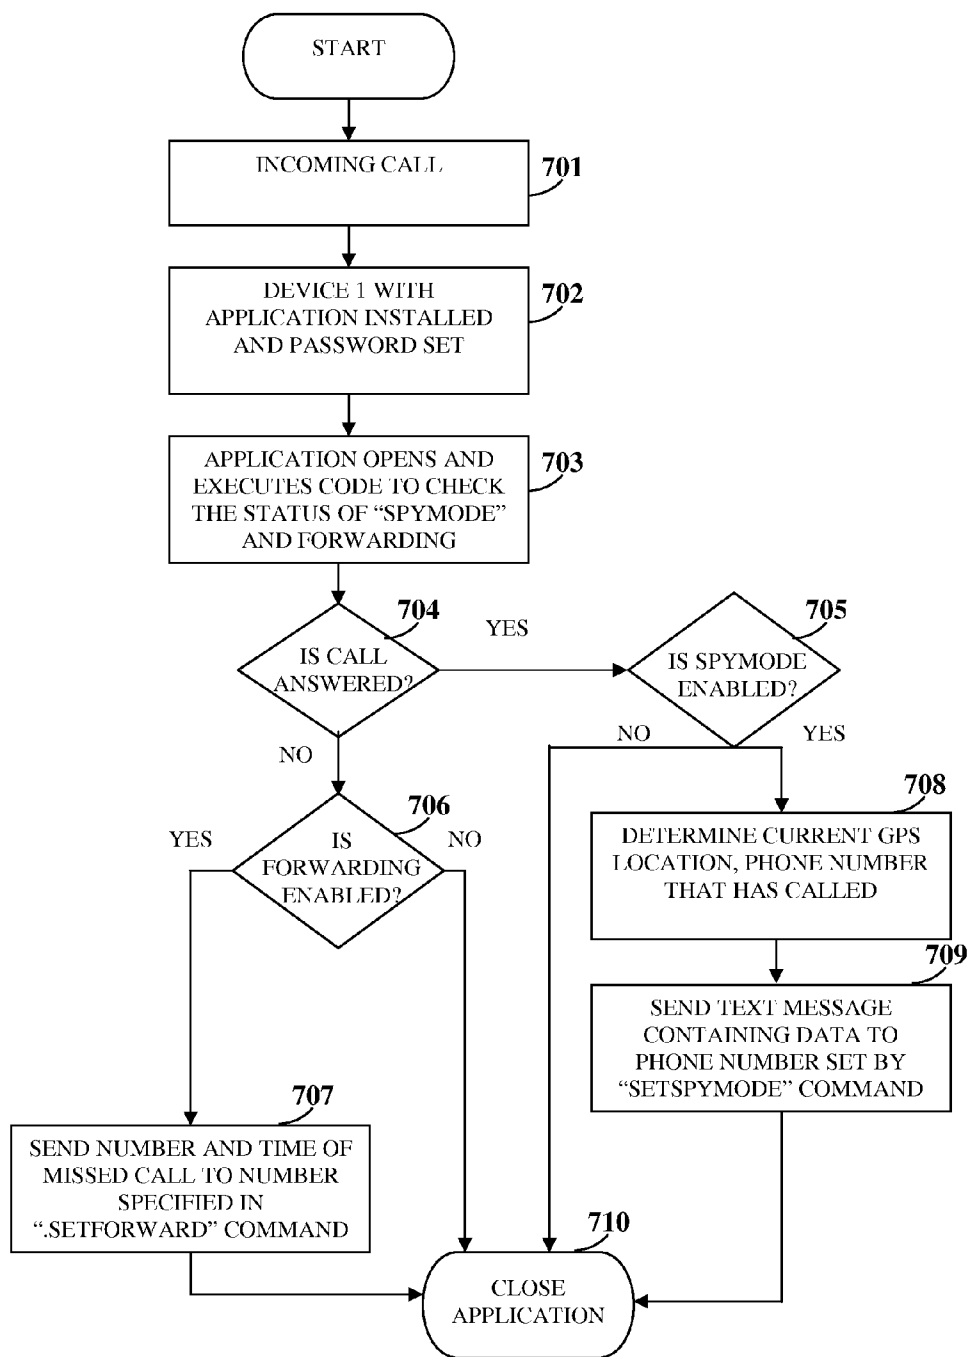 START
INCOMING CALL
701
DEVICE 1 WITH
APPLICATION INSTALLED
AND PASSWORD SET
702
APPLICATION OPENS AND
EXECUTES CODE TO CHECK
THE STATUS OF “SPYMODE”
AND FORWARDING
703
704
IS CALL
ANSWERED?
YES
705
IS SPYMODE
ENABLED?
NO
NO
YES
706
YES
IS
FORWARDING
ENABLED?
NO
708
DETERMINE CURRENT GPS
LOCATION, PHONE NUMBER
THAT HAS CALLED
709
SEND TEXT MESSAGE
CONTAINING DATA TO
PHONE NUMBER SET BY
“SETSPYMODE” COMMAND
707
SEND NUMBER AND TIME OF
MISSED CALL TO NUMBER
SPECIFIED IN
“.SETFORWARD” COMMAND
710
CLOSE
APPLICATION